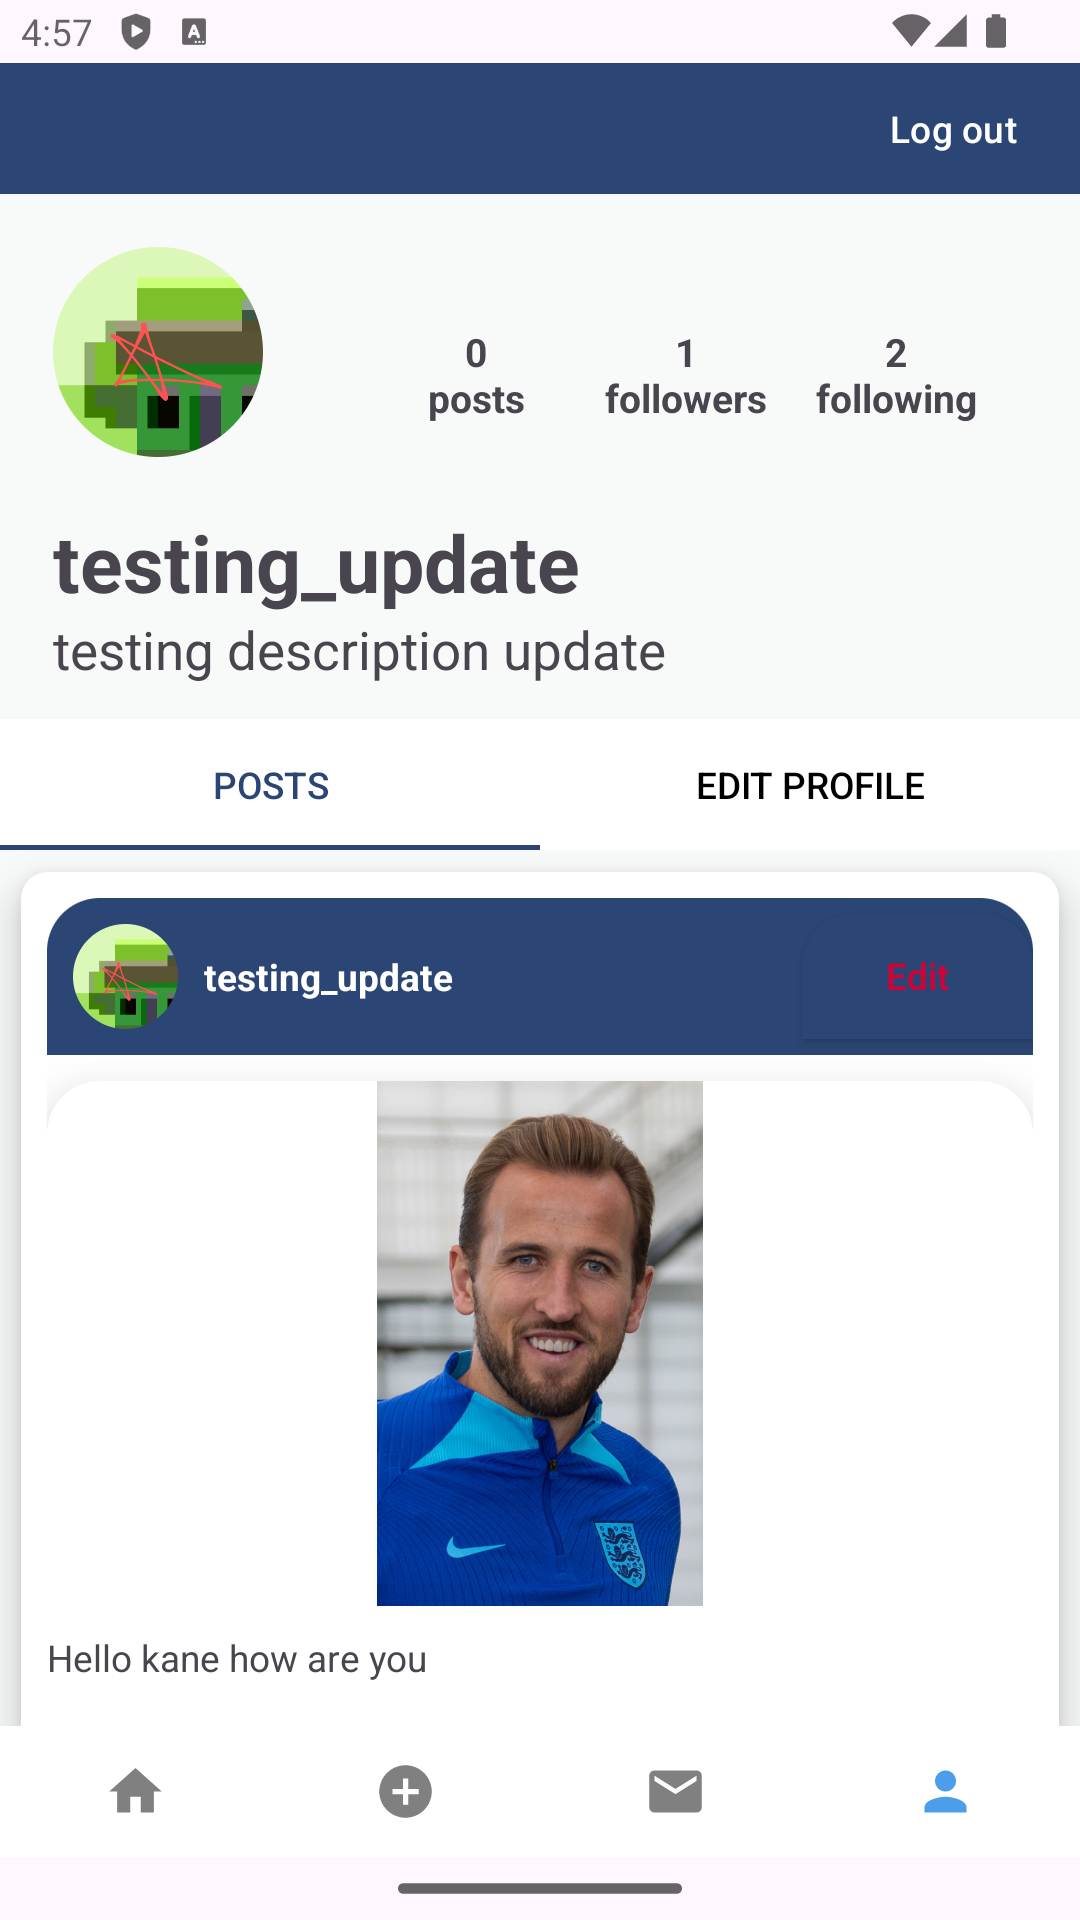 4:57
Log out
0
posts
1
followers
2
following
testing_update
testing description update
POSTS
EDIT PROFILE
testing_update
Edit
Hello kane how are you